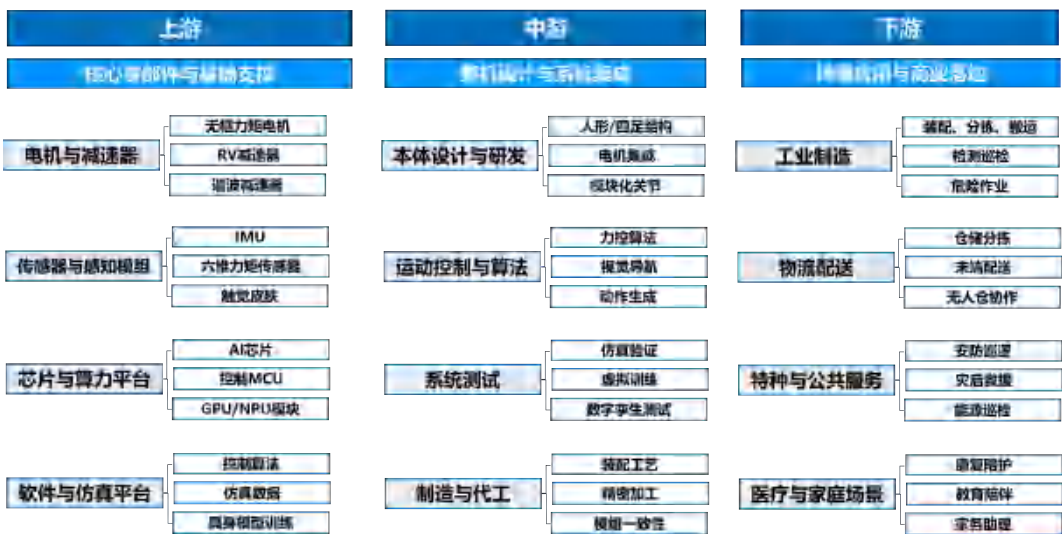 上游
核心零部件与基础支撑
电机与减速器
无框力矩电机
RV减速器
谐波减速器
传感器与感知模组
IMU
六维力矩传感器
触觉皮肤
芯片与算力平台
AI芯片
控制MCU
GPU/NPU模块
软件与仿真平台
控制算法
仿真数据
具身模型训练
中游
整机设计与系统集成
本体设计与研发
人形/四足结构
电机集成
模块化关节
运动控制与算法
力控算法
视觉导航
动作生成
系统测试
仿真验证
虚拟训练
数字孪生测试
制造与代工
装配工艺
精密加工
模组一致性
下游
场景应用与商业落地
工业制造
装配、分拣、搬运
检测巡检
危险作业
物流配送
仓储分拣
末端配送
无人仓协作
特种与公共服务
安防巡逻
灾后救援
能源巡检
医疗与家庭场景
康复陪护
教育陪伴
家务助理